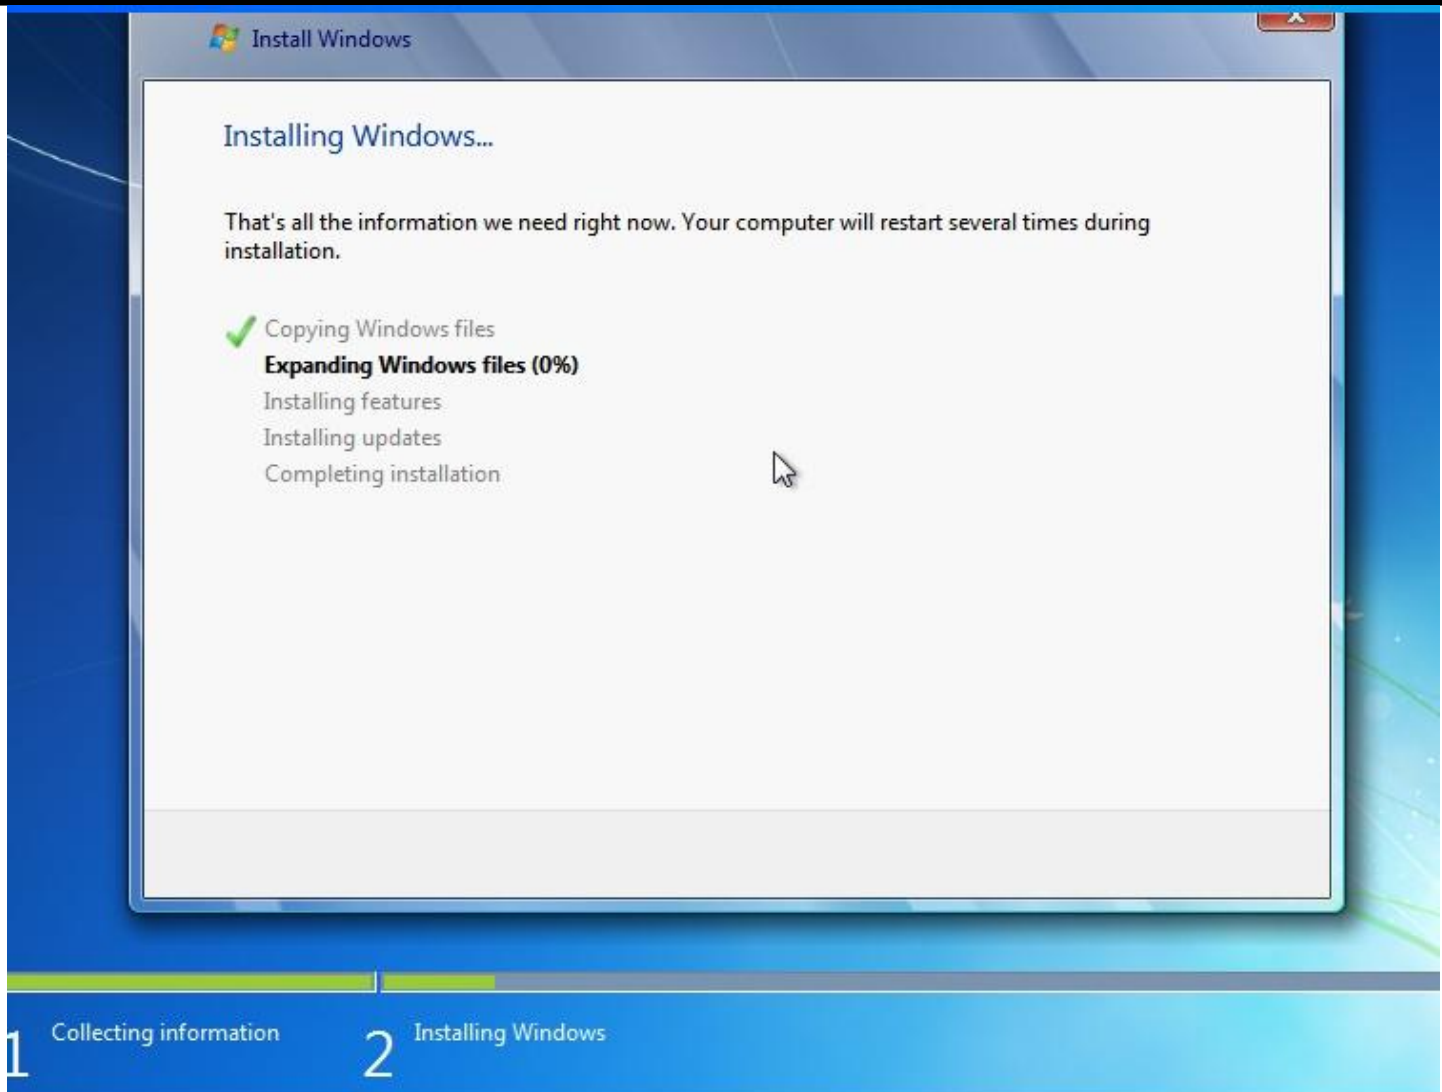 Install Windows
Installing Windows...
That's all the information we need right now. Your computer will restart several times during
installation.
Copying Windows files
Expanding Windows files (0%)
Installing features
Installing updates
Completing installation
1 Collecting information
2 Installing Windows